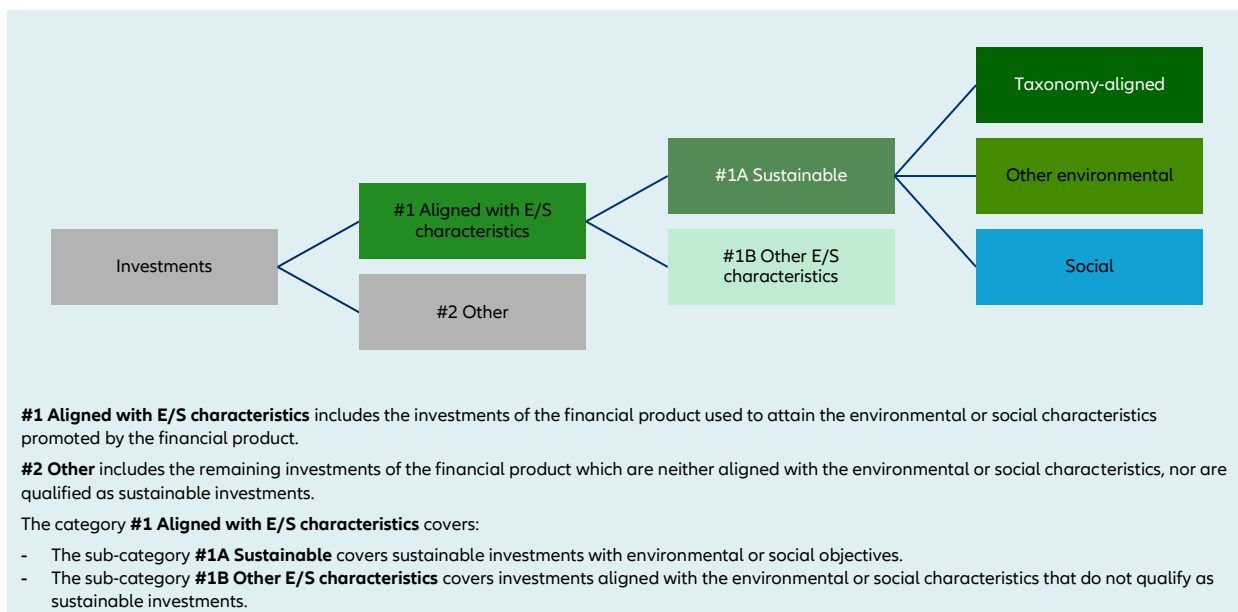 Taxonomy-aligned
#1A Sustainable
Other environmental
#1 Aligned with E/S
characteristics
Investments
#1B Other E/S
characteristics
Social
#2 Other
#1 Aligned with E/S characteristics includes the investments of the financial product used to attain the environmental or social characteristics
promoted by the financial product.
#2 Other includes the remaining investments of the financial product which are neither aligned with the environmental or social characteristics, nor are
qualified as sustainable investments.
The category #1 Aligned with E/S characteristics covers:
- The sub-category #1A Sustainable covers sustainable investments with environmental or social objectives.
- The sub-category #1B Other E/S characteristics covers investments aligned with the environmental or social characteristics that do not qualify as
sustainable investments.